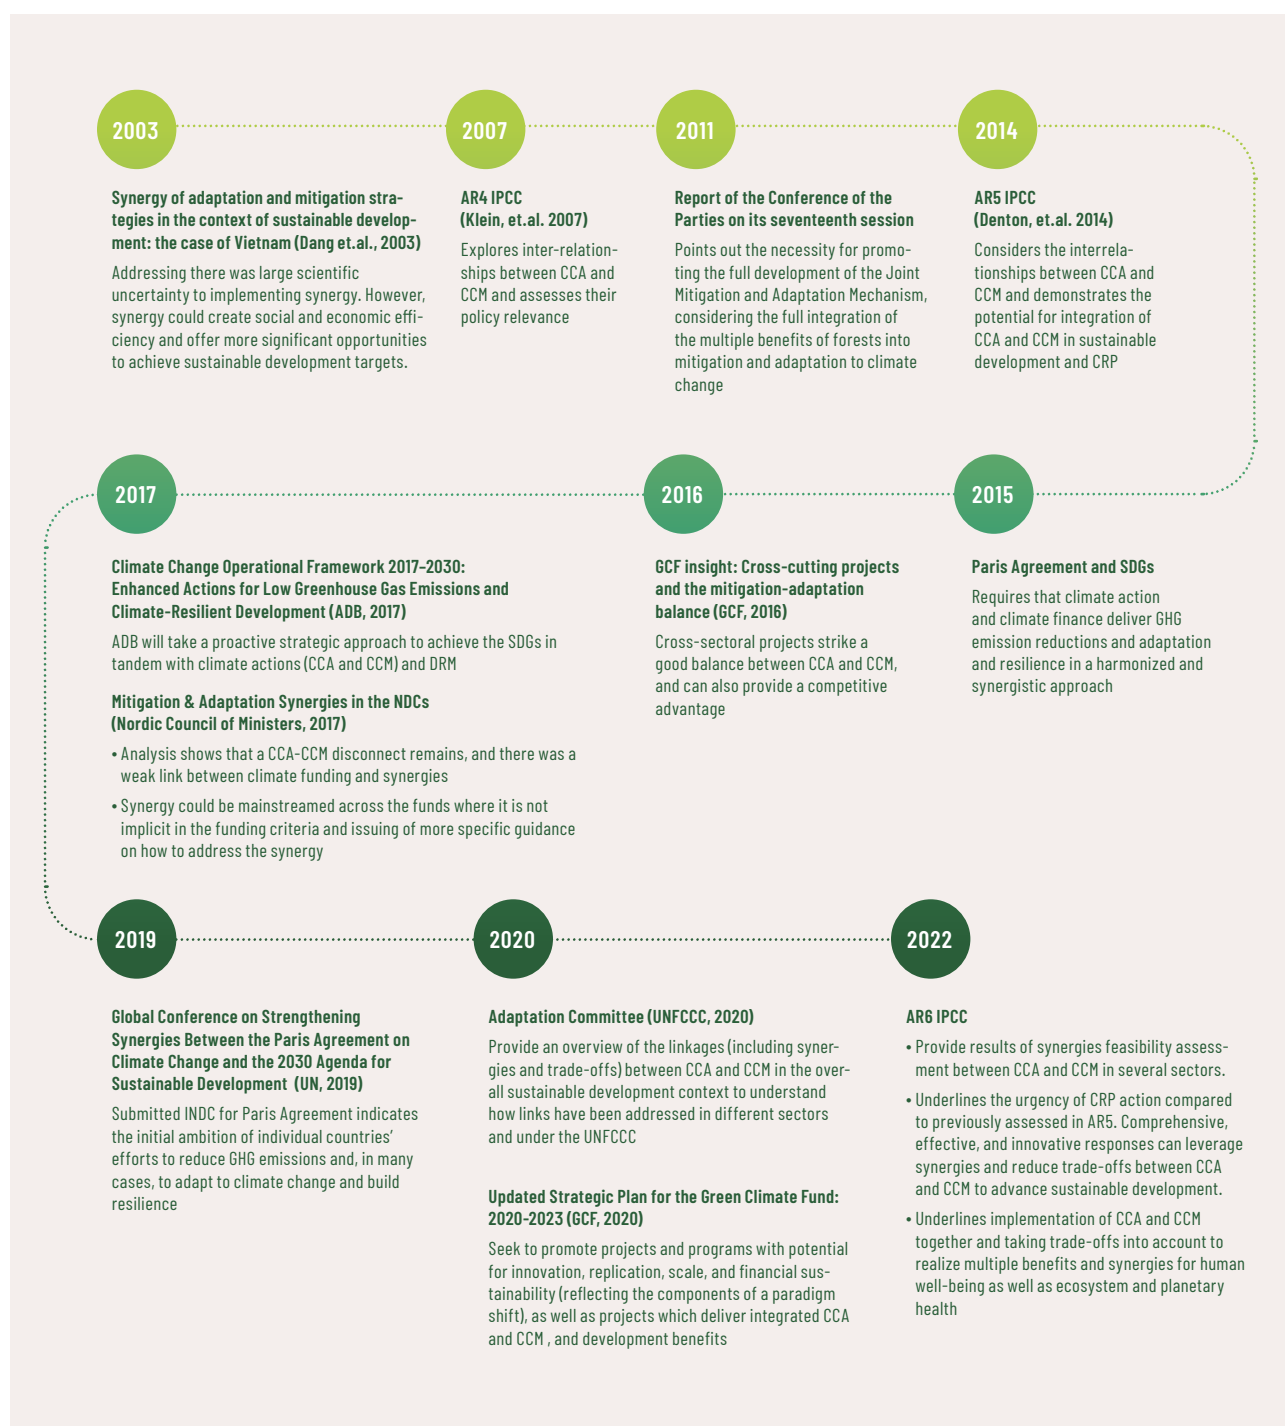 2003
Synergy of adaptation and mitigation stra-
tegies in the context of sustainable develop-
ment: the case of Vietnam (Dang et.al., 2003)
Addressing there was large scientific
uncertainty to implementing synergy. However,
synergy could create social and economic effi-
ciency and offer more significant opportunities
to achieve sustainable development targets.
2007
AR4 IPCC
(Klein, et.al. 2007)
Explores inter-relation-
ships between CCA and
CCM and assesses their
policy relevance
2011
Report of the Conference of the
Parties on its seventeenth session
Points out the necessity for promo-
ting the full development of the Joint
Mitigation and Adaptation Mechanism,
considering the full integration of
the multiple benefits of forests into
mitigation and adaptation to climate
change
2014
AR5 IPCC
(Denton, et.al. 2014)
Considers the interrela-
tionships between CCA and
CCM and demonstrates the
potential for integration of
CCA and CCM in sustainable
development and CRP
2015
Paris Agreement and SDGs
Requires that climate action
and climate finance deliver GHG
emission reductions and adaptation
and resilience in a harmonized and
synergistic approach
2016
GCF insight: Cross-cutting projects
and the mitigation-adaptation
balance (GCF, 2016)
Cross-sectoral projects strike a
good balance between CCA and CCM,
and can also provide a competitive
advantage
2017
Climate Change Operational Framework 2017–2030:
Enhanced Actions for Low Greenhouse Gas Emissions and
Climate-Resilient Development (ADB, 2017)
ADB will take a proactive strategic approach to achieve the SDGs in
tandem with climate actions (CCA and CCM) and DRM
Mitigation & Adaptation Synergies in the NDCs
(Nordic Council of Ministers, 2017)
• Analysis shows that a CCA-CCM disconnect remains, and there was a
weak link between climate funding and synergies
• Synergy could be mainstreamed across the funds where it is not
implicit in the funding criteria and issuing of more specific guidance
on how to address the synergy
2019
Global Conference on Strengthening
Synergies Between the Paris Agreement on
Climate Change and the 2030 Agenda for
Sustainable Development (UN, 2019)
Submitted INDC for Paris Agreement indicates
the initial ambition of individual countries’
efforts to reduce GHG emissions and, in many
cases, to adapt to climate change and build
resilience
2020
Adaptation Committee (UNFCCC, 2020)
Provide an overview of the linkages (including syner-
gies and trade-offs) between CCA and CCM in the over-
all sustainable development context to understand
how links have been addressed in different sectors
and under the UNFCCC
Updated Strategic Plan for the Green Climate Fund:
2020-2023 (GCF, 2020)
Seek to promote projects and programs with potential
for innovation, replication, scale, and financial sus-
tainability (reflecting the components of a paradigm
shift), as well as projects which deliver integrated CCA
and CCM , and development benefits
2022
AR6 IPCC
• Provide results of synergies feasibility assess-
ment between CCA and CCM in several sectors.
• Underlines the urgency of CRP action compared
to previously assessed in AR5. Comprehensive,
effective, and innovative responses can leverage
synergies and reduce trade-offs between CCA
and CCM to advance sustainable development.
• Underlines implementation of CCA and CCM
together and taking trade-offs into account to
realize multiple benefits and synergies for human
well-being as well as ecosystem and planetary
health